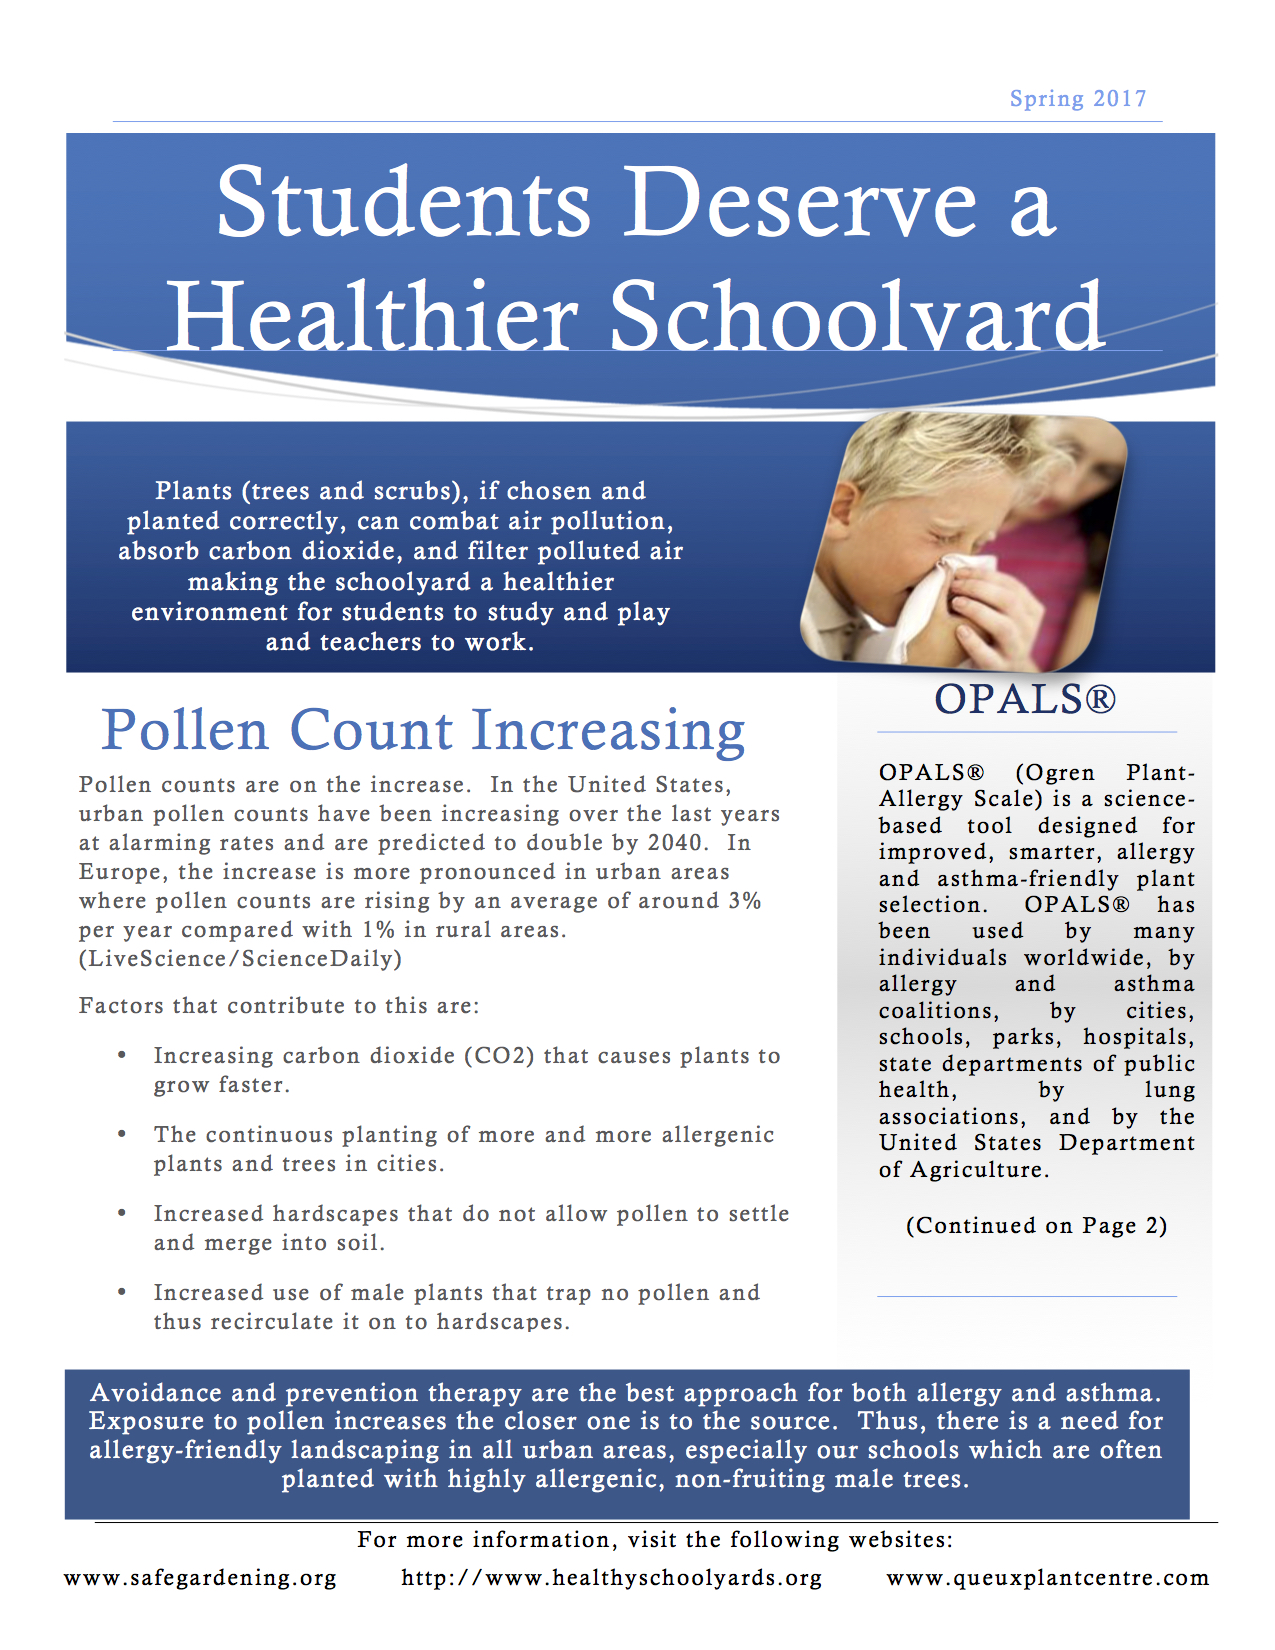 Spring 2017
Students Deserve a
Healthier Schoolyard
Plants (trees and scrubs), if chosen and
planted correctly, can combat air pollution,
absorb carbon dioxide, and filter polluted air
making the schoolyard a healthier
environment for students to study and play
and teachers to work.
Pollen Count Increasing
Pollen counts are on the increase.  In the United States,
urban pollen counts have been increasing over the last years
at alarming rates and are predicted to double by 2040.  In
Europe, the increase is more pronounced in urban areas
where pollen counts are rising by an average of around 3%
per year compared with 1% in rural areas.
(LiveScience/ScienceDaily)
Factors that contribute to this are:
• Increasing carbon dioxide (CO2) that causes plants to
grow faster.
• The continuous planting of more and more allergenic
plants and trees in cities.
• Increased hardscapes that do not allow pollen to settle
and merge into soil.
• Increased use of male plants that trap no pollen and
thus recirculate it on to hardscapes.
OPALS®
OPALS® (Ogren Plant-
Allergy Scale) is a science-
based tool designed for
improved, smarter, allergy
and asthma-friendly plant
selection. OPALS® has
been used by many
individuals worldwide, by
allergy and asthma
coalitions, by cities,
schools, parks, hospitals,
state departments of public
health, by lung
associations, and by the
United States Department
of Agriculture.
(Continued on Page 2)
Avoidance and prevention therapy are the best approach for both allergy and asthma.
Exposure to pollen increases the closer one is to the source.  Thus, there is a need for
allergy-friendly landscaping in all urban areas, especially our schools which are often
planted with highly allergenic, non-fruiting male trees.
For more information, visit the following websites:
www.safegardening.org http://www.healthyschoolyards.org www.queuxplantcentre.com